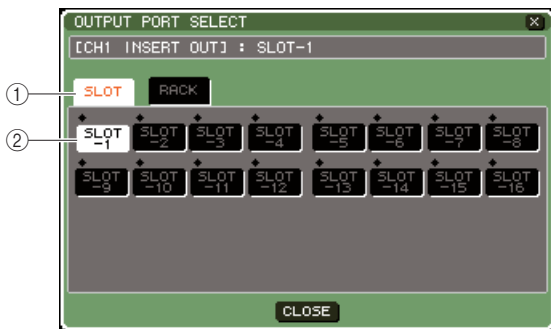 OUTPUT PORT SELECT
[CH1 INSERT OUT] : SLOT-1
① SLOT RACK
② SLOT -1 SLOT -2 SLOT -3 SLOT -4 SLOT -5 SLOT -6 SLOT -7 SLOT -8
SLOT -9 SLOT -10 SLOT -11 SLOT -12 SLOT -13 SLOT -14 SLOT -15 SLOT -16
CLOSE